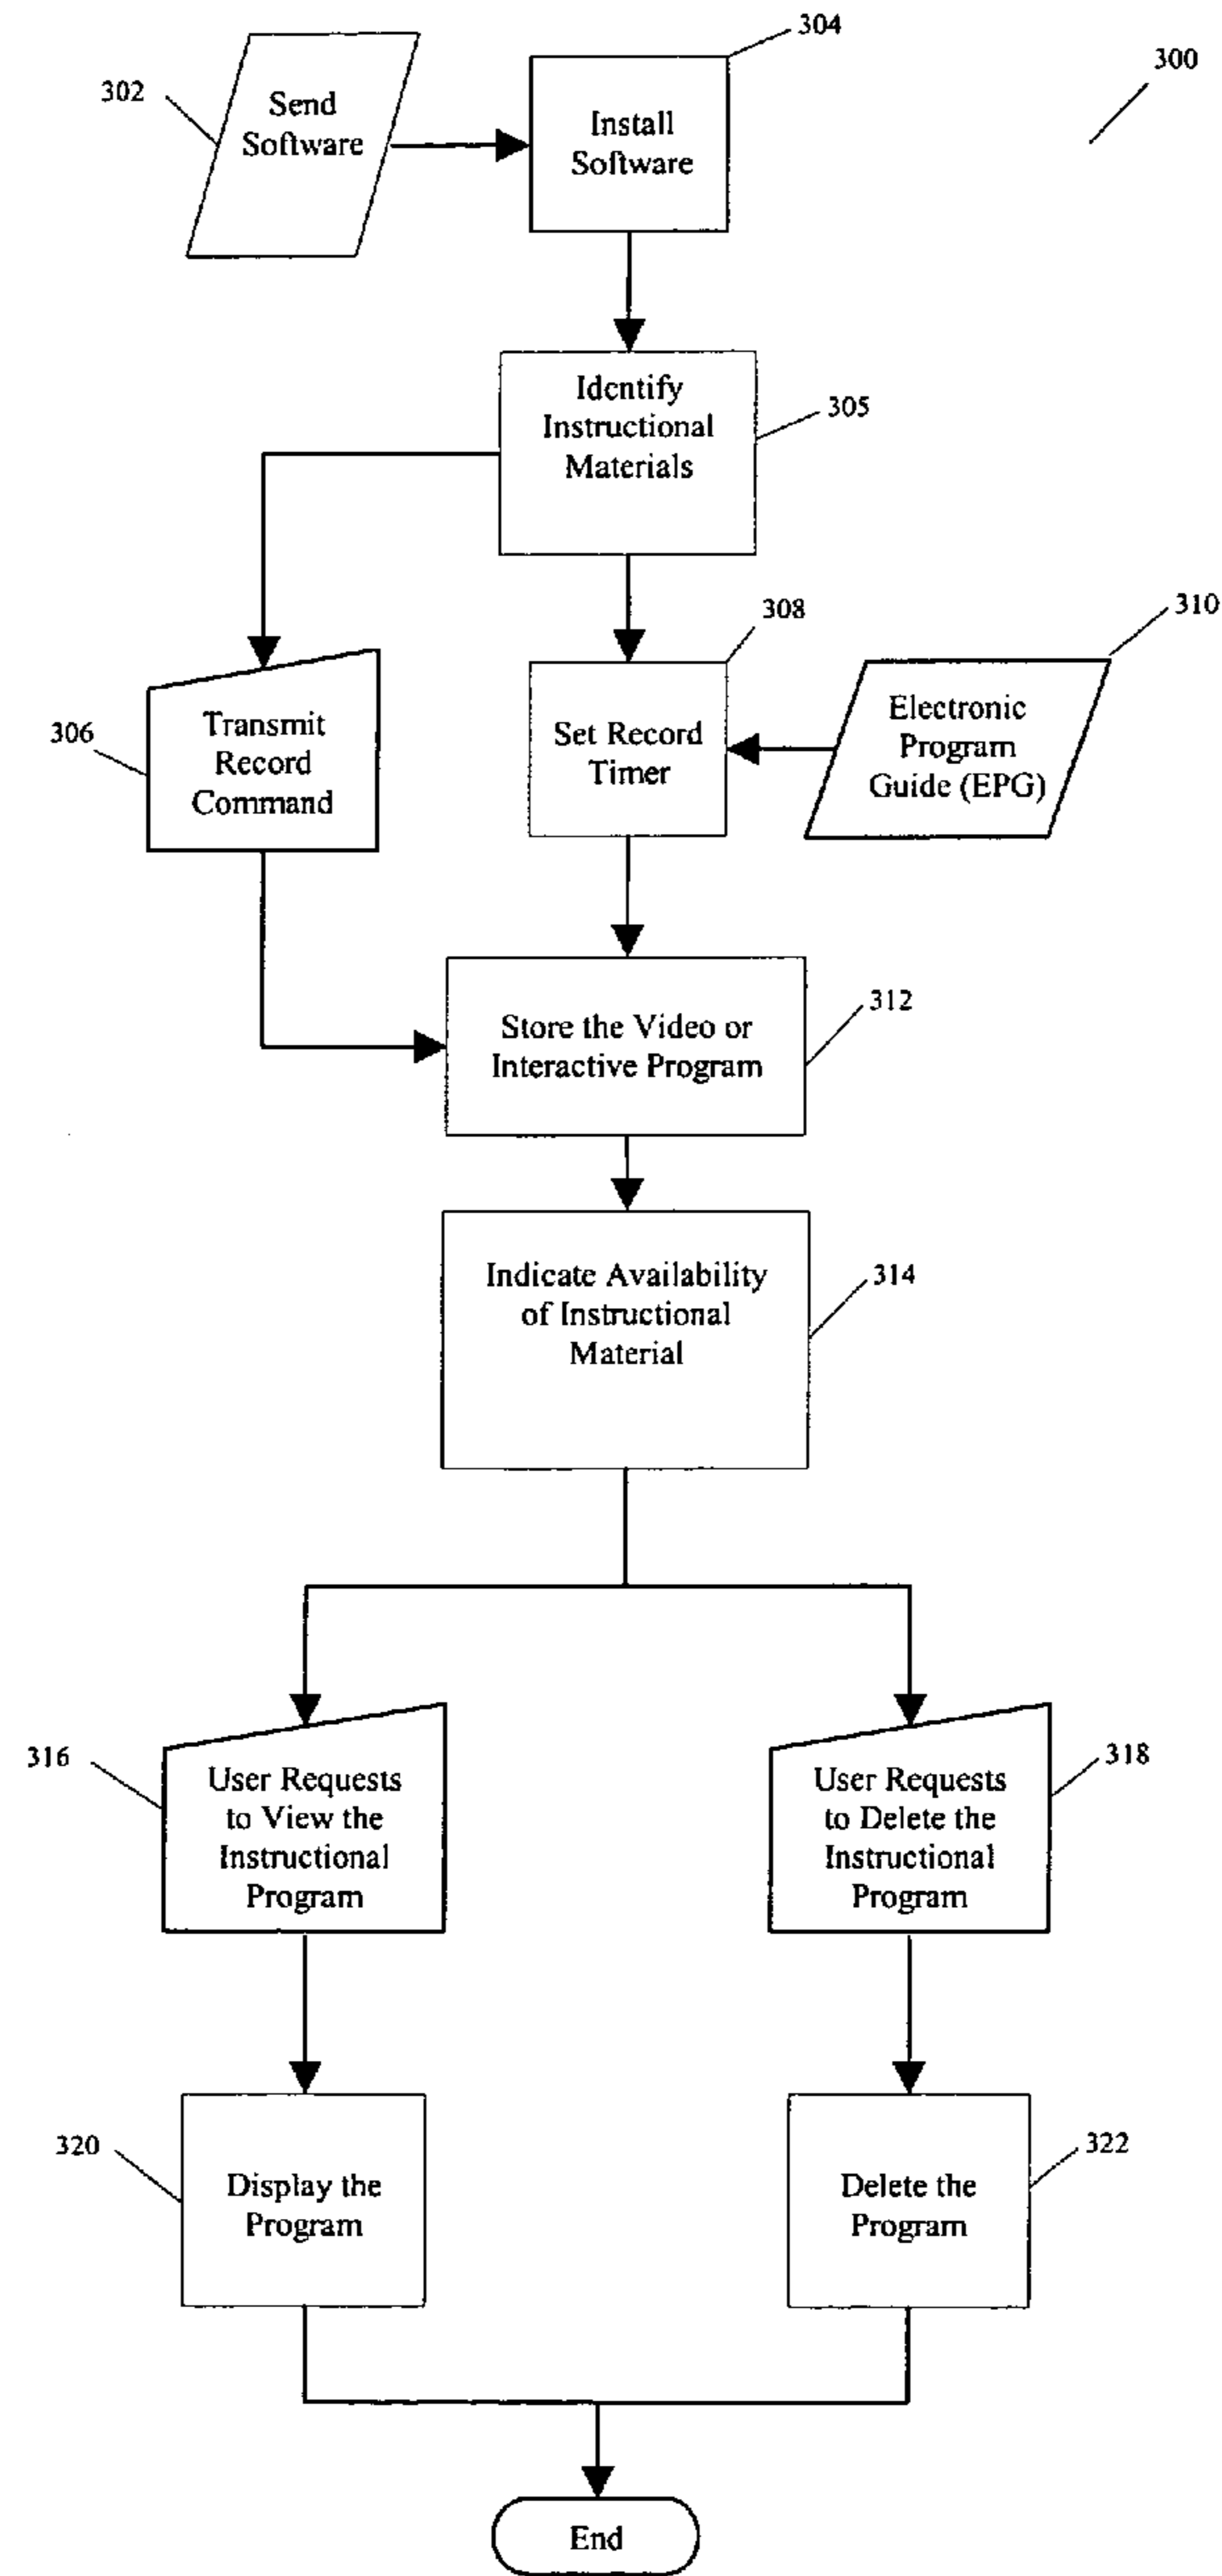 304
300
302
Send
Software
Install
Software
Identify
Instructional
Materials
305
308
310
306
Transmit
Record
Command
Set Record
Timer
Electronic
Program
Guide (EPG)
312
Store the Video or
Interactive Program
314
Indicate Availability
of Instructional
Material
316
User Requests
to View the
Instructional
Program
318
User Requests
to Delete the
Instructional
Program
320
Display the
Program
322
Delete the
Program
End